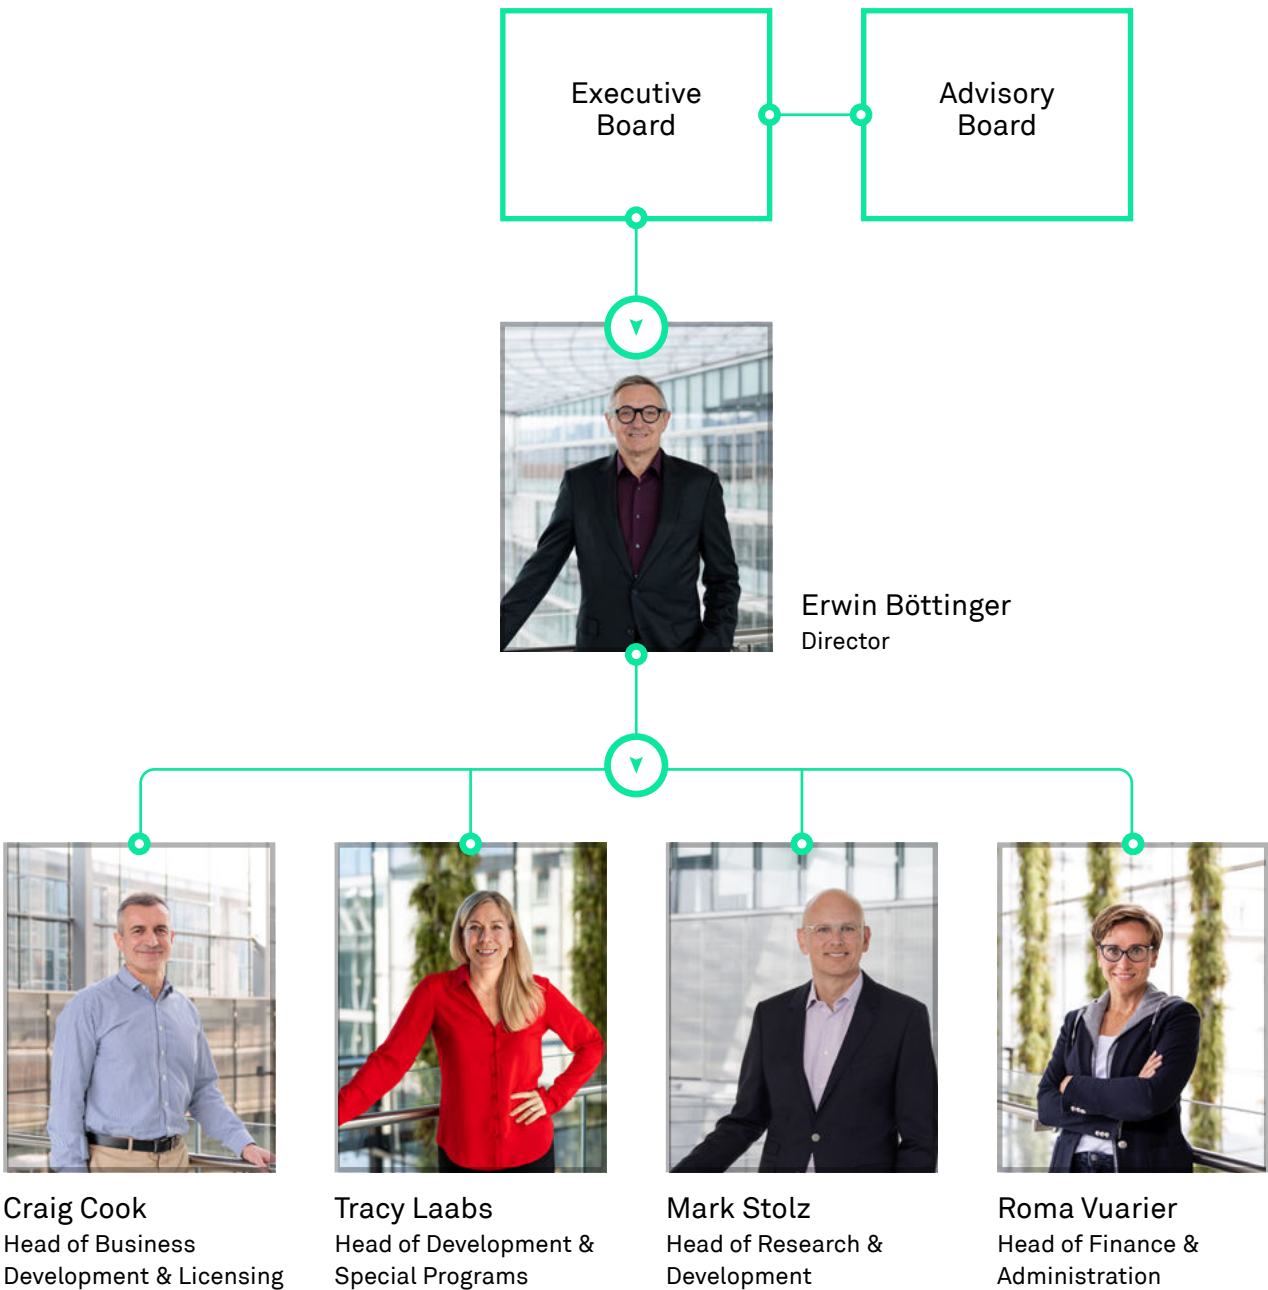 Executive
Board
Advisory
Board
Erwin Böttinger
Director
Craig Cook
Head of Business
Development & Licensing
Tracy Laabs
Head of Development &
Special Programs
Mark Stolz
Head of Research &
Development
Roma Vuarier
Head of Finance &
Administration